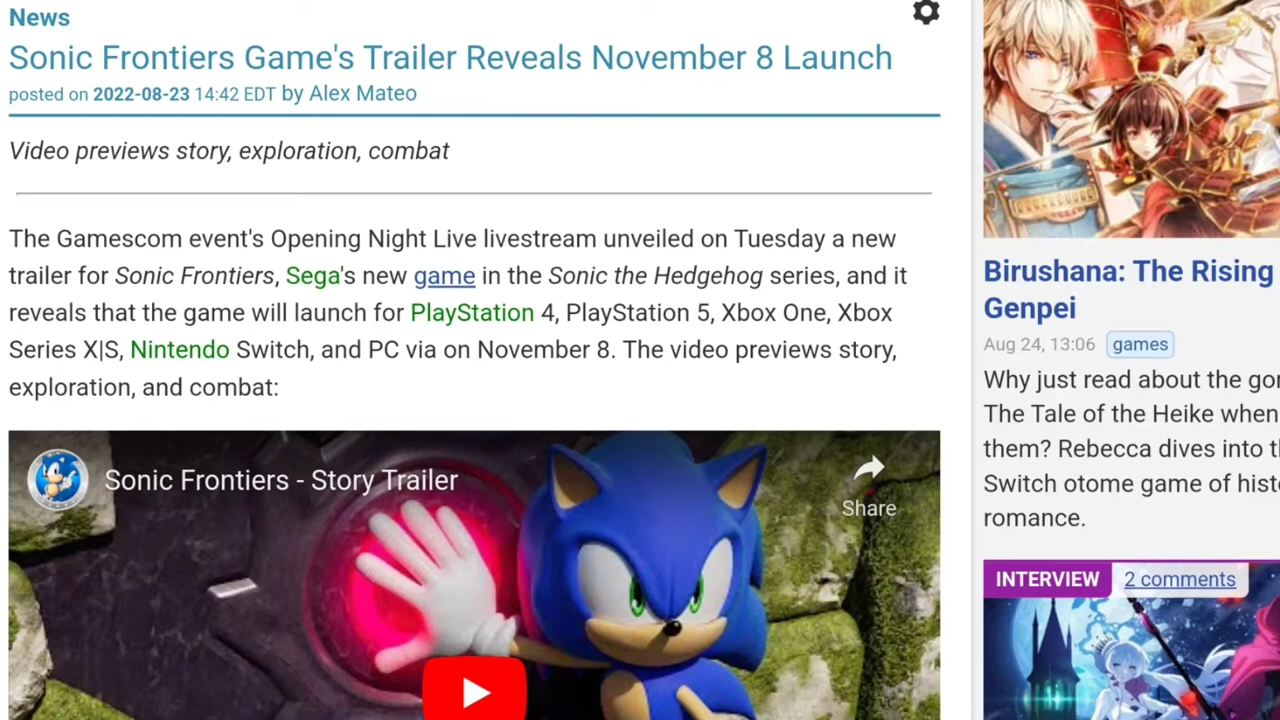 News
Sonic Frontiers Game's Trailer Reveals November 8 Launch
posted on 2022-08-23 14:42 EDT by Alex Mateo
Video previews story, exploration, combat
The Gamescom event's Opening Night Live livestream unveiled on Tuesday a new
trailer for Sonic Frontiers, Sega's new game in the Sonic the Hedgehog series, and it
reveals that the game will launch for PlayStation 4, PlayStation 5, Xbox One, Xbox
Series X|S, Nintendo Switch, and PC via on November 8. The video previews story,
exploration, and combat:
Sonic Frontiers - Story Trailer
Share
Birushana: The Rising
Genpei
Aug 24, 13:06 games
Why just read about the
The Tale of the Heike when
them? Rebecca dives into
Switch otome game of
romance.
INTERVIEW 2 comments